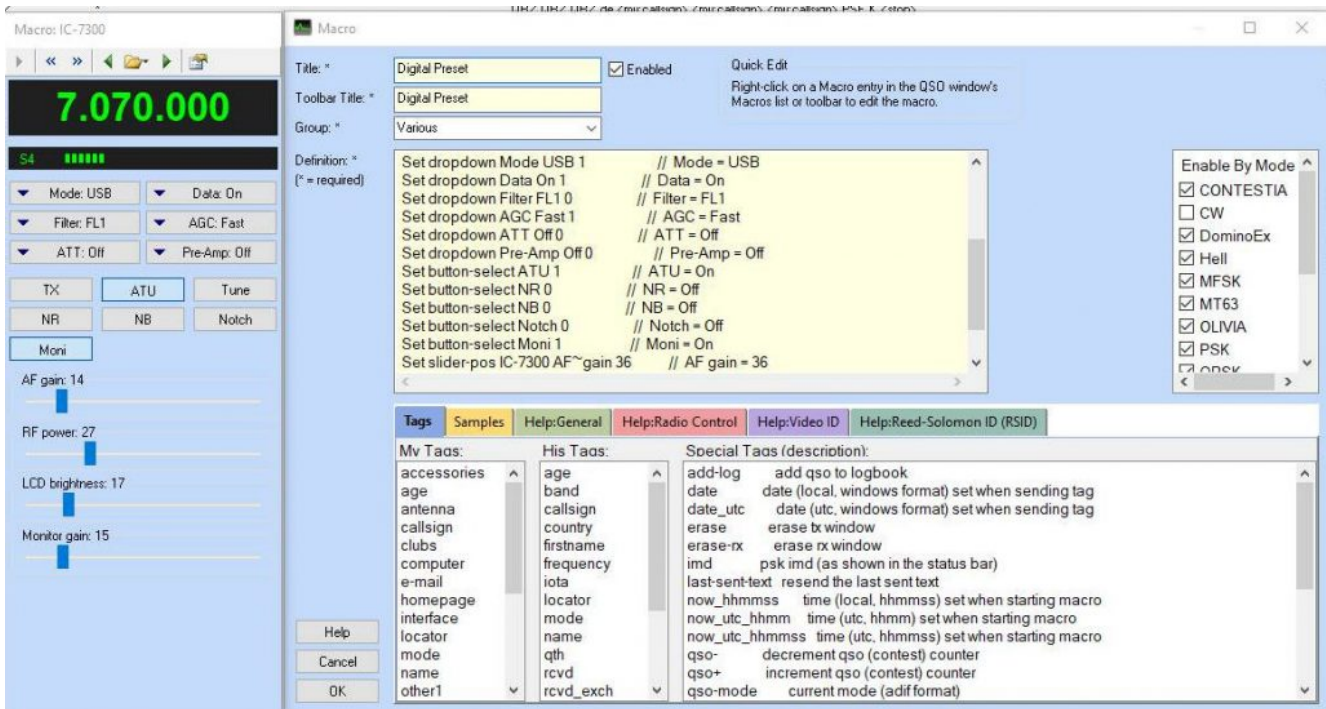 UR7 UR7 UR7 de <my:callsign> <my:callsign> PSE K <stop>
Macro: IC-7300
7.070.000
S4
Mode: USB
Data: On
Filter: FL1
AGC: Fast
ATT: Off
Pre-Amp: Off
TX
ATU
Tune
NR
NB
Notch
Moni
AF gain: 14
RF power: 27
LCD brightness: 17
Monitor gain: 15
Macro
Title: *
Digital Preset
Enabled
Toolbar Title: *
Digital Preset
Group: *
Various
Quick Edit
Right-click on a Macro entry in the QSO window's
Macros list or toolbar to edit the macro.
Definition: *
(* = required)
Set dropdown Mode USB 1 // Mode = USB
Set dropdown Data On 1 // Data = On
Set dropdown Filter FL1 0 // Filter = FL1
Set dropdown AGC Fast 1 // AGC = Fast
Set dropdown ATT Off 0 // ATT = Off
Set dropdown Pre-Amp Off 0 // Pre-Amp = Off
Set button-select ATU 1 // ATU = On
Set button-select NR 0 // NR = Off
Set button-select NB 0 // NB = Off
Set button-select Notch 0 // Notch = Off
Set button-select Moni 1 // Moni = On
Set slider-pos IC-7300 AF~gain 36 // AF gain = 36
Enable By Mode
CONTESTIA
CW
DominoEx
Hell
MFSK
MT63
OLIVIA
PSK
QPSK
Tags
Samples
Help:General
Help:Radio Control
Help:Video ID
Help:Reed-Solomon ID (RSID)
My Tags:
accessories
age
antenna
callsign
clubs
computer
e-mail
homepage
interface
locator
mode
name
other1
His Tags:
age
band
callsign
country
firstname
frequency
iota
locator
mode
name
qth
rcvd
rcvd_exch
Special Tags (description):
add-log add qso to logbook
date date (local, windows format) set when sending tag
date_utc date (utc, windows format) set when sending tag
erase erase tx window
erase-rx erase rx window
imd psk imd (as shown in the status bar)
last-sent-text resend the last sent text
now_hhmmss time (local, hhmmss) set when starting macro
now_utc_hhmm time (utc, hhmm) set when starting macro
now_utc_hhmmss time (utc, hhmmss) set when starting macro
qso- decrement qso (contest) counter
qso+ increment qso (contest) counter
qso-mode current mode (adif format)
Help
Cancel
OK